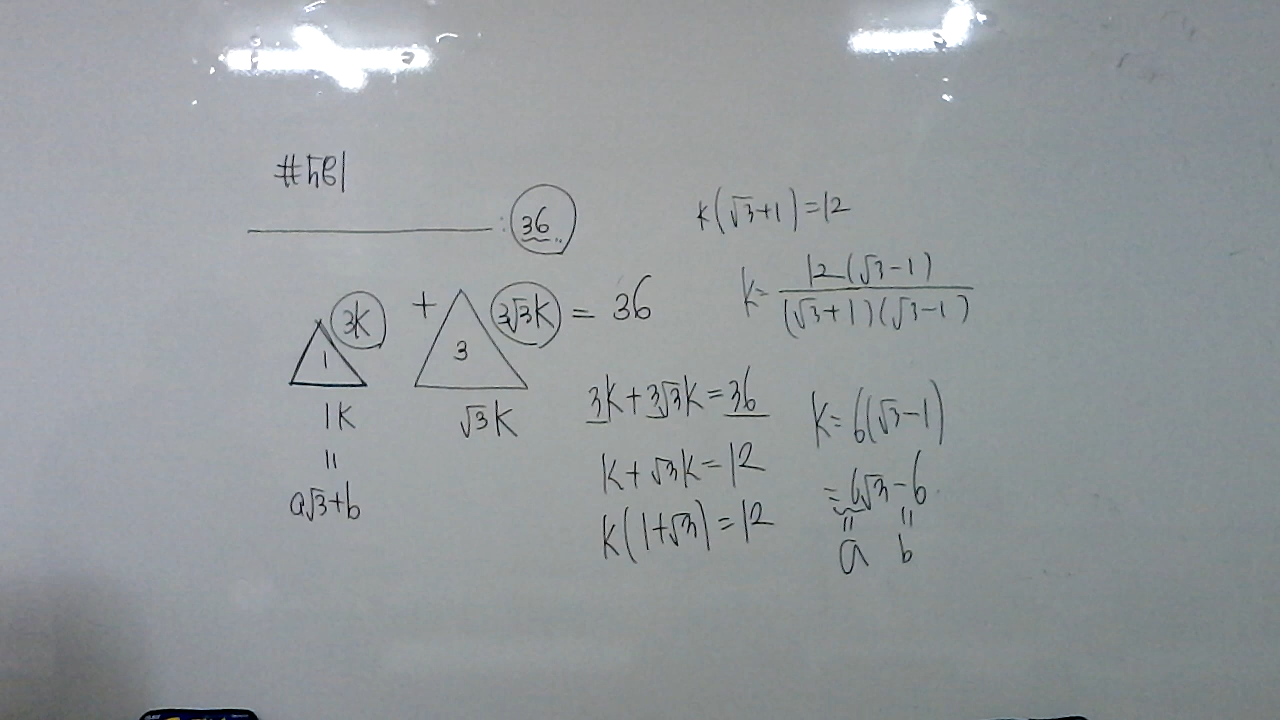 : 36
1
3k
+
3
3√3k
= 36
1k
√3k
=
a√3+b
3k+3√3k=36
k+√3k=12
k(1+√3)=12
k(√3+1)=12
k= 12(√3-1)
(√3+1)(√3-1)
k=6(√3-1)
=6√3-6
= =
a b